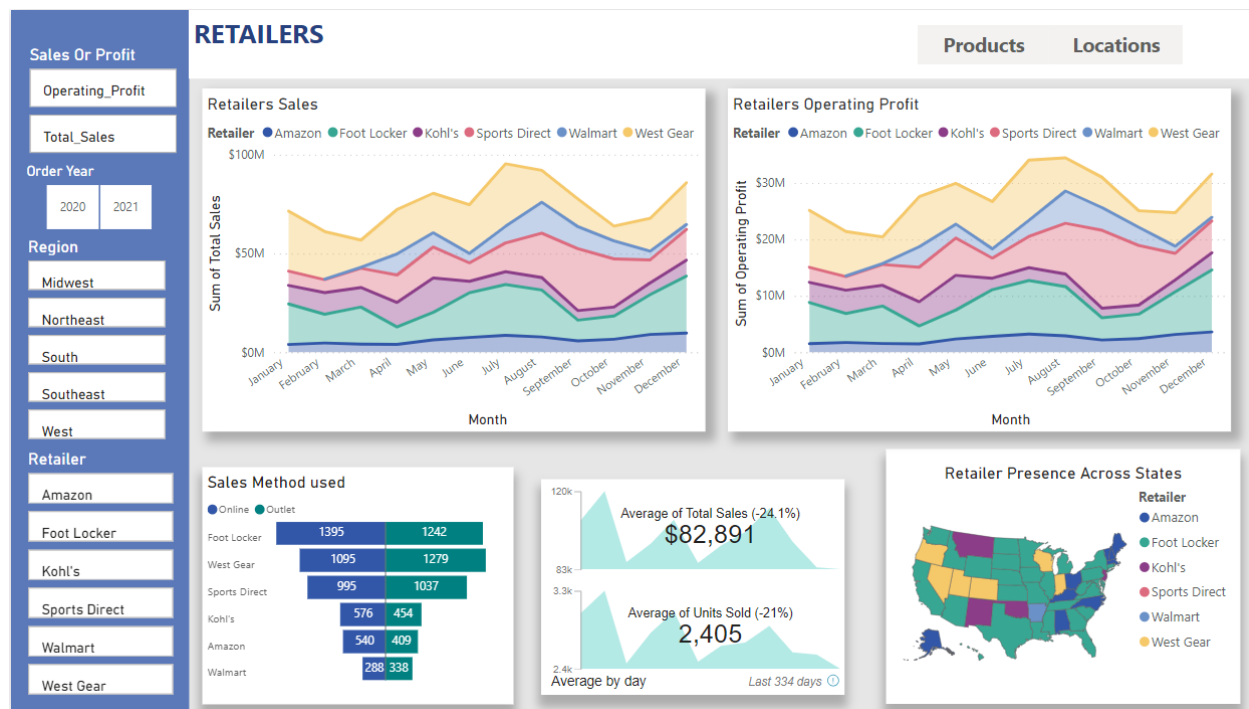 RETAILERS
Products Locations
Sales Or Profit
Operating_Profit
Total_Sales
Order Year
2020 2021
Region
Midwest
Northeast
South
Southeast
West
Retailer
Amazon
Foot Locker
Kohl's
Sports Direct
Walmart
West Gear
Retailers Sales
Retailer Amazon Foot Locker Kohl's Sports Direct Walmart West Gear
Sum of Total Sales
$100M
$50M
$0M
January February March April May June July August September October November December
Month
Retailers Operating Profit
Retailer Amazon Foot Locker Kohl's Sports Direct Walmart West Gear
Sum of Operating Profit
$30M
$20M
$10M
$0M
January February March April May June July August September October November December
Month
Sales Method used
Online Outlet
Foot Locker 1395 1242
West Gear 1095 1279
Sports Direct 995 1037
Kohl's 576 454
Amazon 540 409
Walmart 288 338
120k
Average of Total Sales (-24.1%)
$82,891
83k
3.3k
Average of Units Sold (-21%)
2,405
2.4k
Average by day Last 334 days
Retailer Presence Across States
Retailer
Amazon
Foot Locker
Kohl's
Sports Direct
Walmart
West Gear